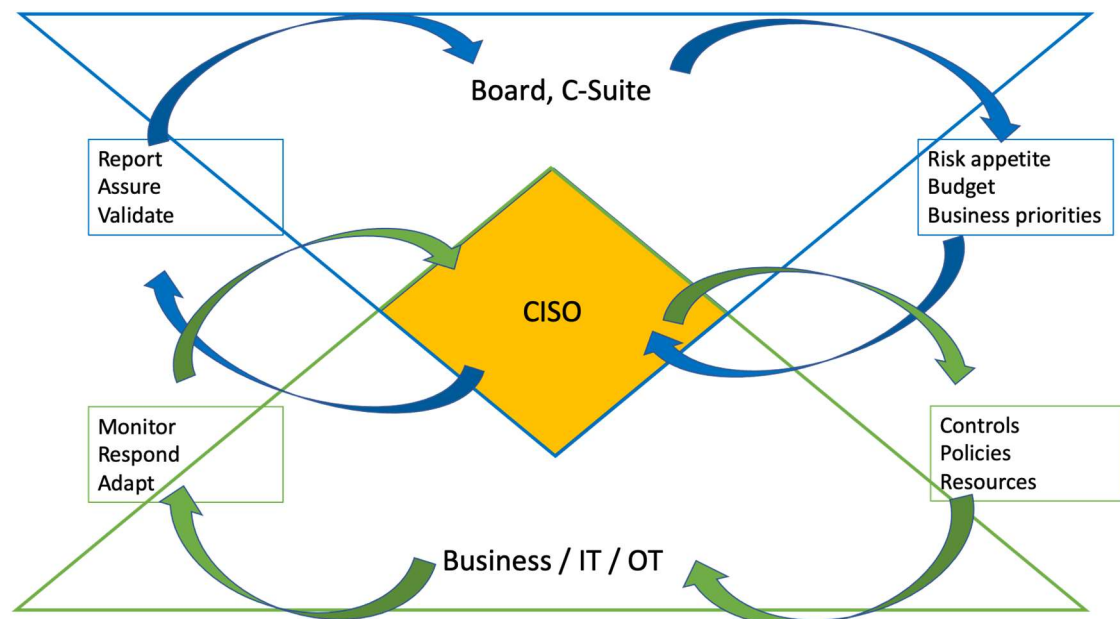 Board, C-Suite
Report
Assure
Validate
Risk appetite
Budget
Business priorities
CISO
Monitor
Respond
Adapt
Controls
Policies
Resources
Business / IT / OT